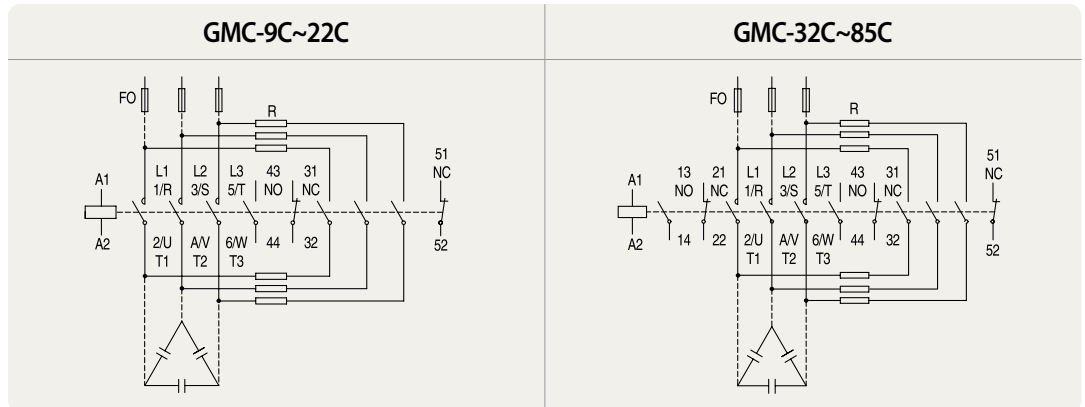 GMC-9C~22C
GMC-32C~85C
FO
R
L1 L2 L3 43 31
1/R 3/S 5/T NO NC
51
NC
A1
A2
2/U A/V 6/W 44 32
T1 T2 T3
52
FO
R
13 21 L1 L2 L3 43 31
NO NC 1/R 3/S 5/T NO NC
51
NC
A1
A2
14 22 2/U A/V 6/W 44 32
T1 T2 T3
52